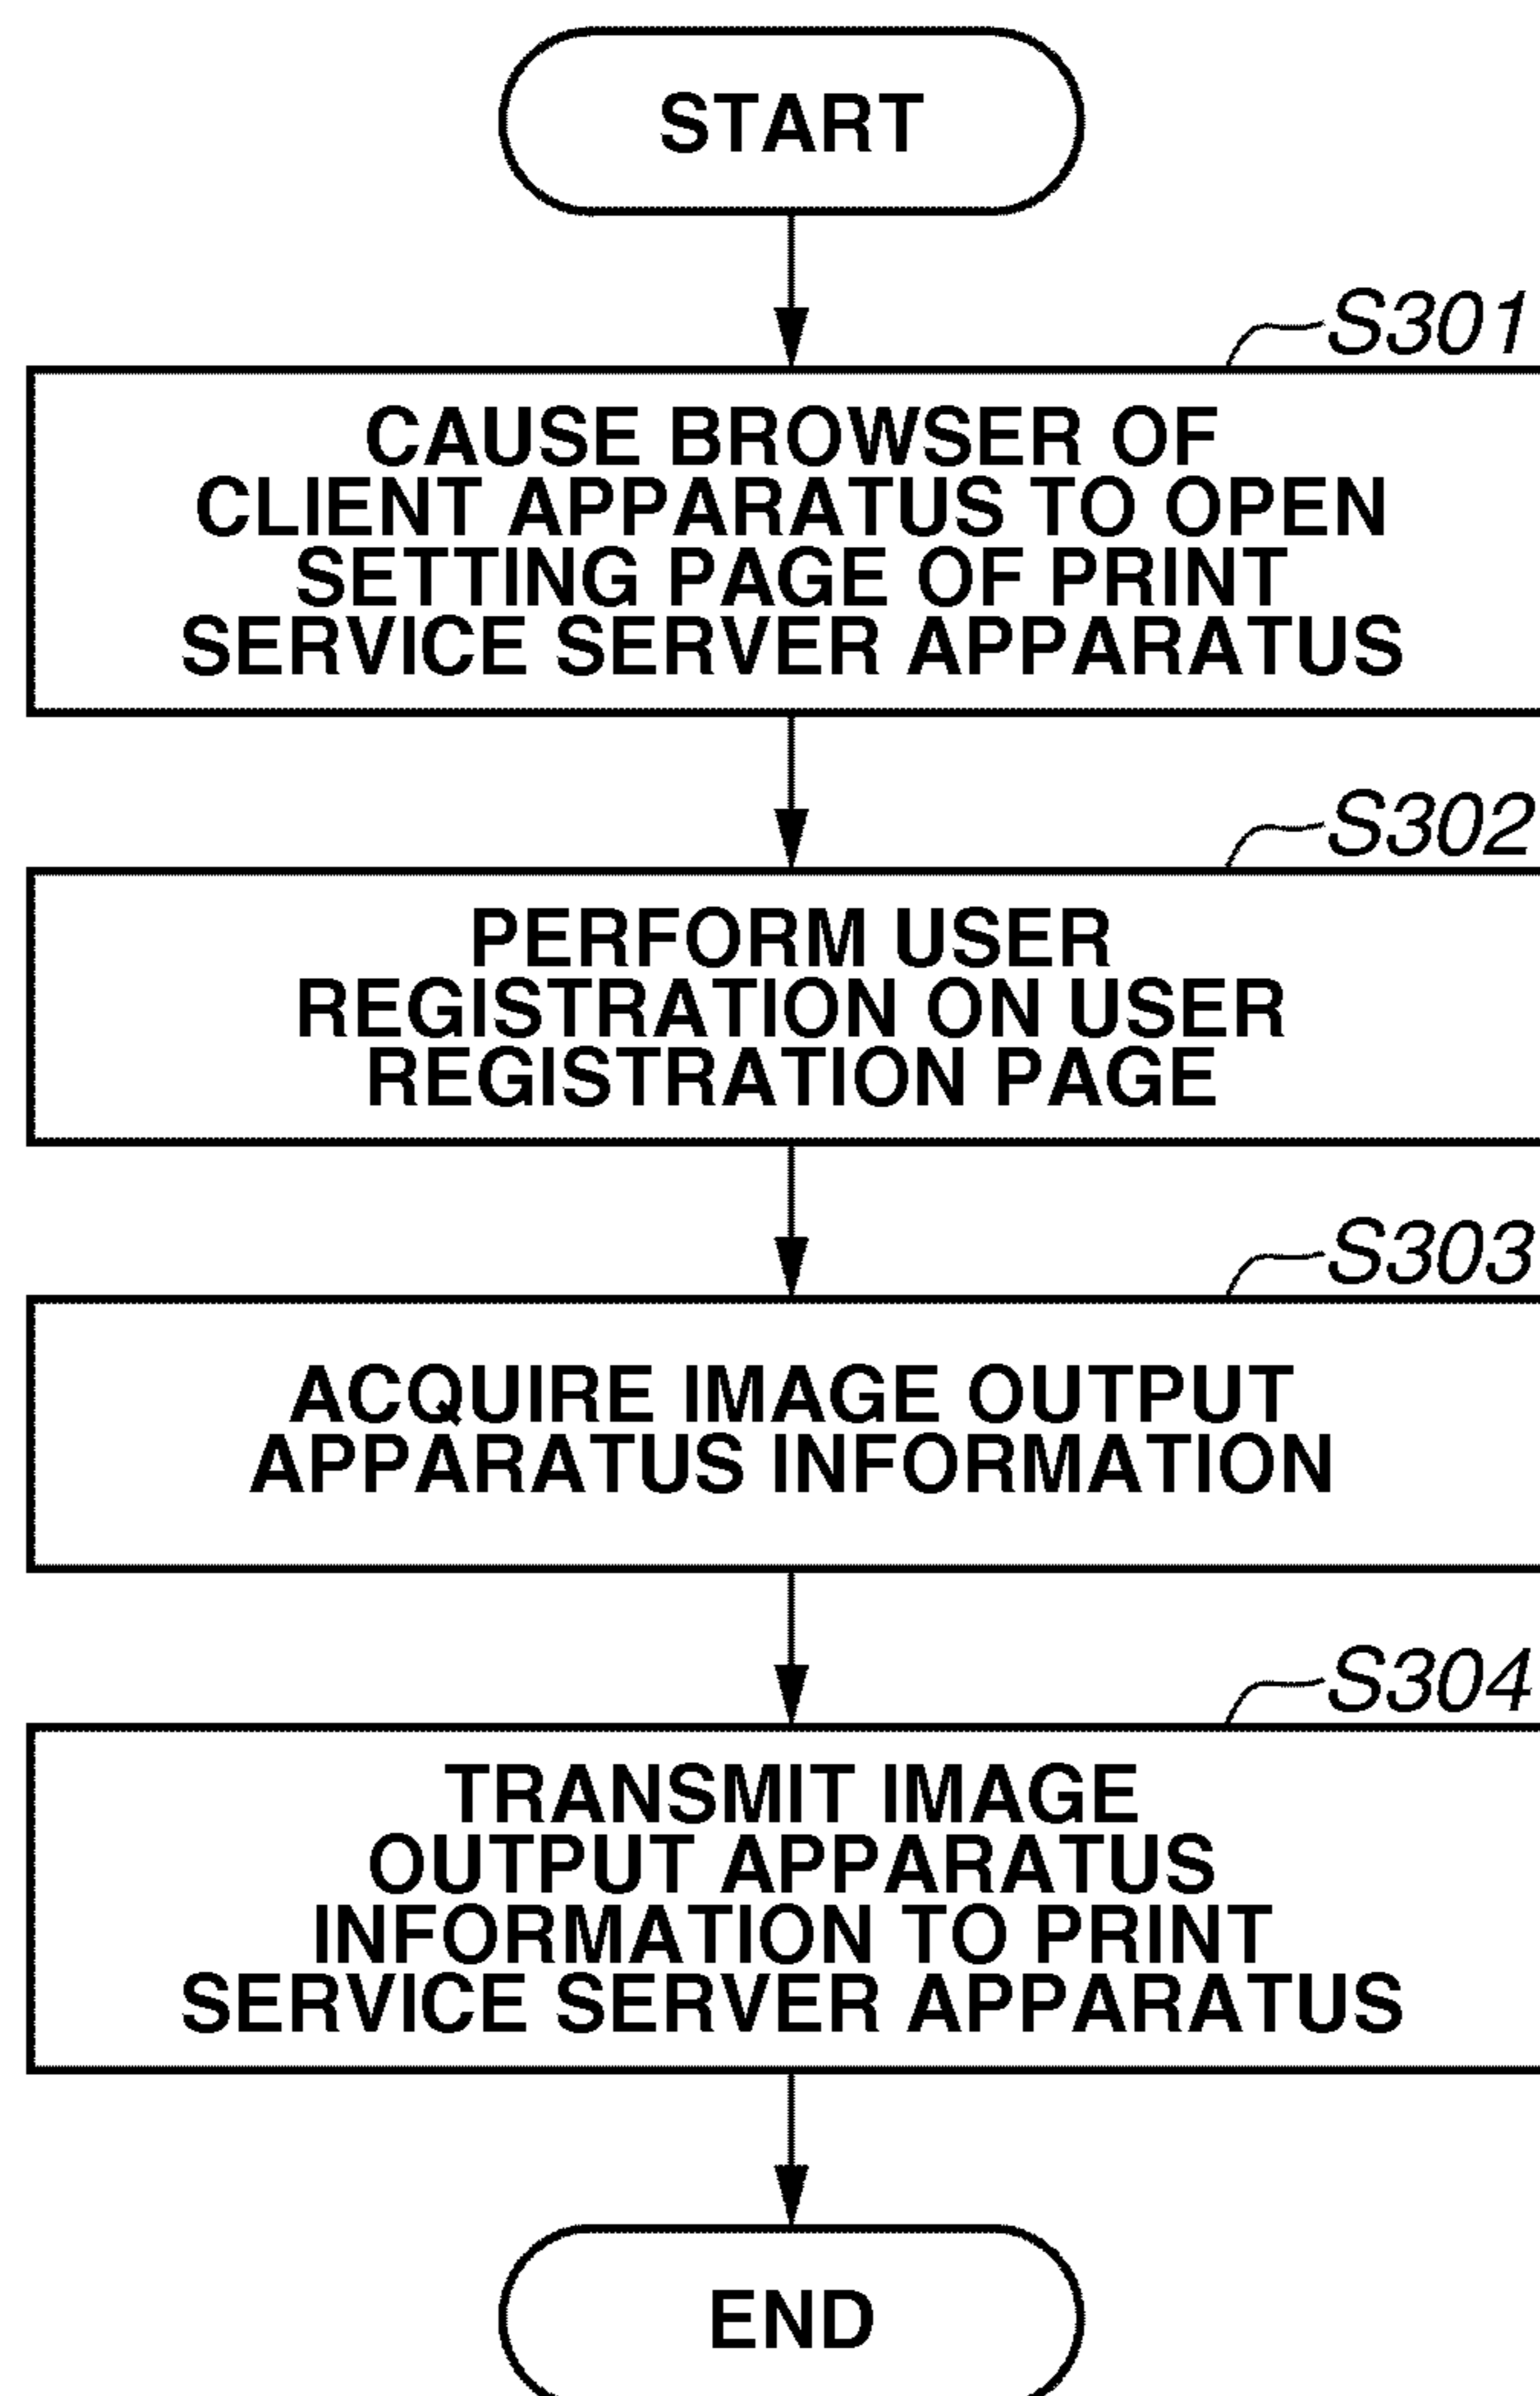 START
S301
CAUSE BROWSER OF
CLIENT APPARATUS TO OPEN
SETTING PAGE OF PRINT
SERVICE SERVER APPARATUS
S302
PERFORM USER
REGISTRATION ON USER
REGISTRATION PAGE
S303
ACQUIRE IMAGE OUTPUT
APPARATUS INFORMATION
S304
TRANSMIT IMAGE
OUTPUT APPARATUS
INFORMATION TO PRINT
SERVICE SERVER APPARATUS
END